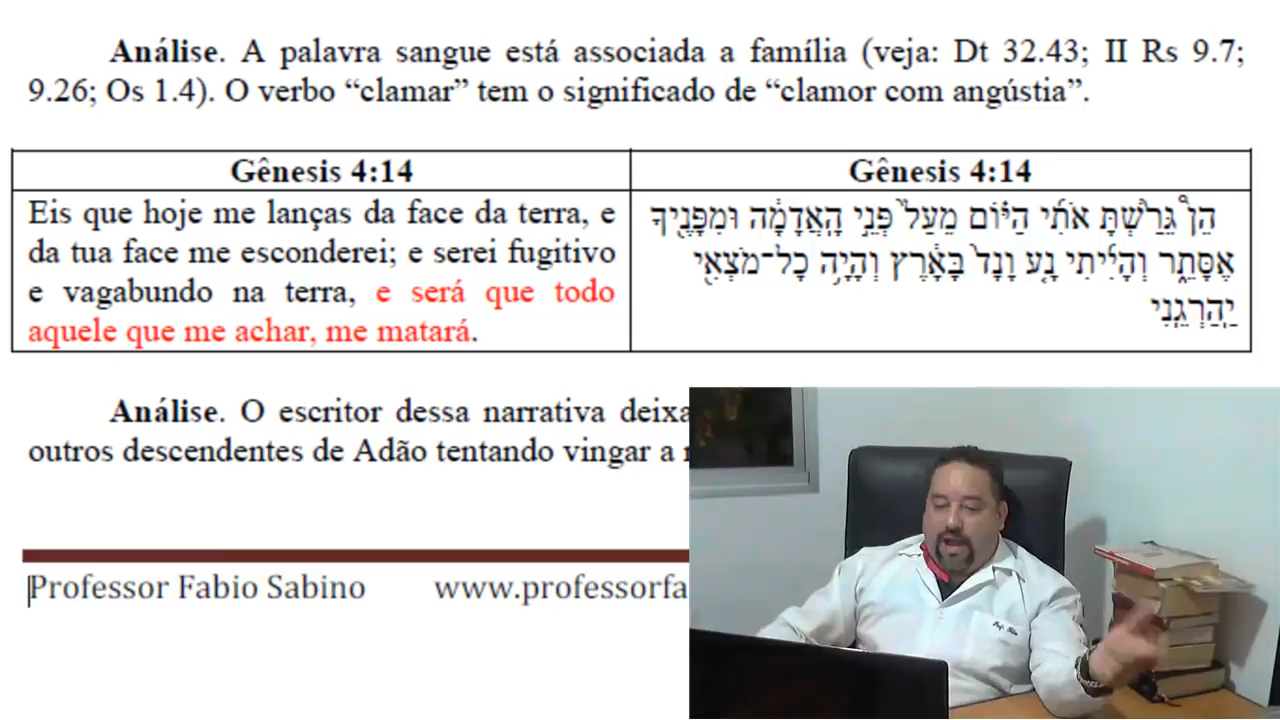 Análise. A palavra sangue está associada a família (veja: Dt 32.43; II Rs 9.7;
9.26; Os 1.4). O verbo “clamar” tem o significado de “clamor com angústia”.
Gênesis 4:14
Eis que hoje me lanças da face da terra, e
da tua face me esconderei; e serei fugitivo
e vagabundo na terra, e será que todo
aquele que me achar, me matará.
Gênesis 4:14
הֵן֩ גֵּרַ֨שְׁתָּ אֹתִ֜י הַיּ֗וֹם מֵעַל֙ פְּנֵ֣י הָֽאֲדָמָ֔ה וּמִפָּנֶ֖יךָ
אֶסָּתֵ֑ר וְהָיִ֜יתִי נָ֤ע וָנָד֙ בָּאָ֔רֶץ וְהָיָ֥ה כָל־מֹצְאִ֖י
יַֽהַרְגֵֽנִי
Análise. O escritor dessa narrativa deixa
outros descendentes de Adão tentando vingar a
Professor Fabio Sabino www.professorfa